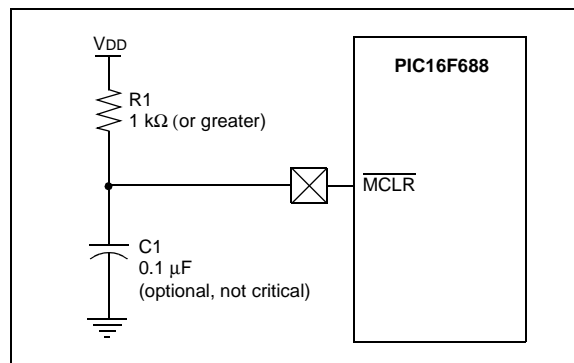 VDD
PIC16F688
R1
1 kΩ (or greater)
MCLR
C1
0.1 μF
(optional, not critical)